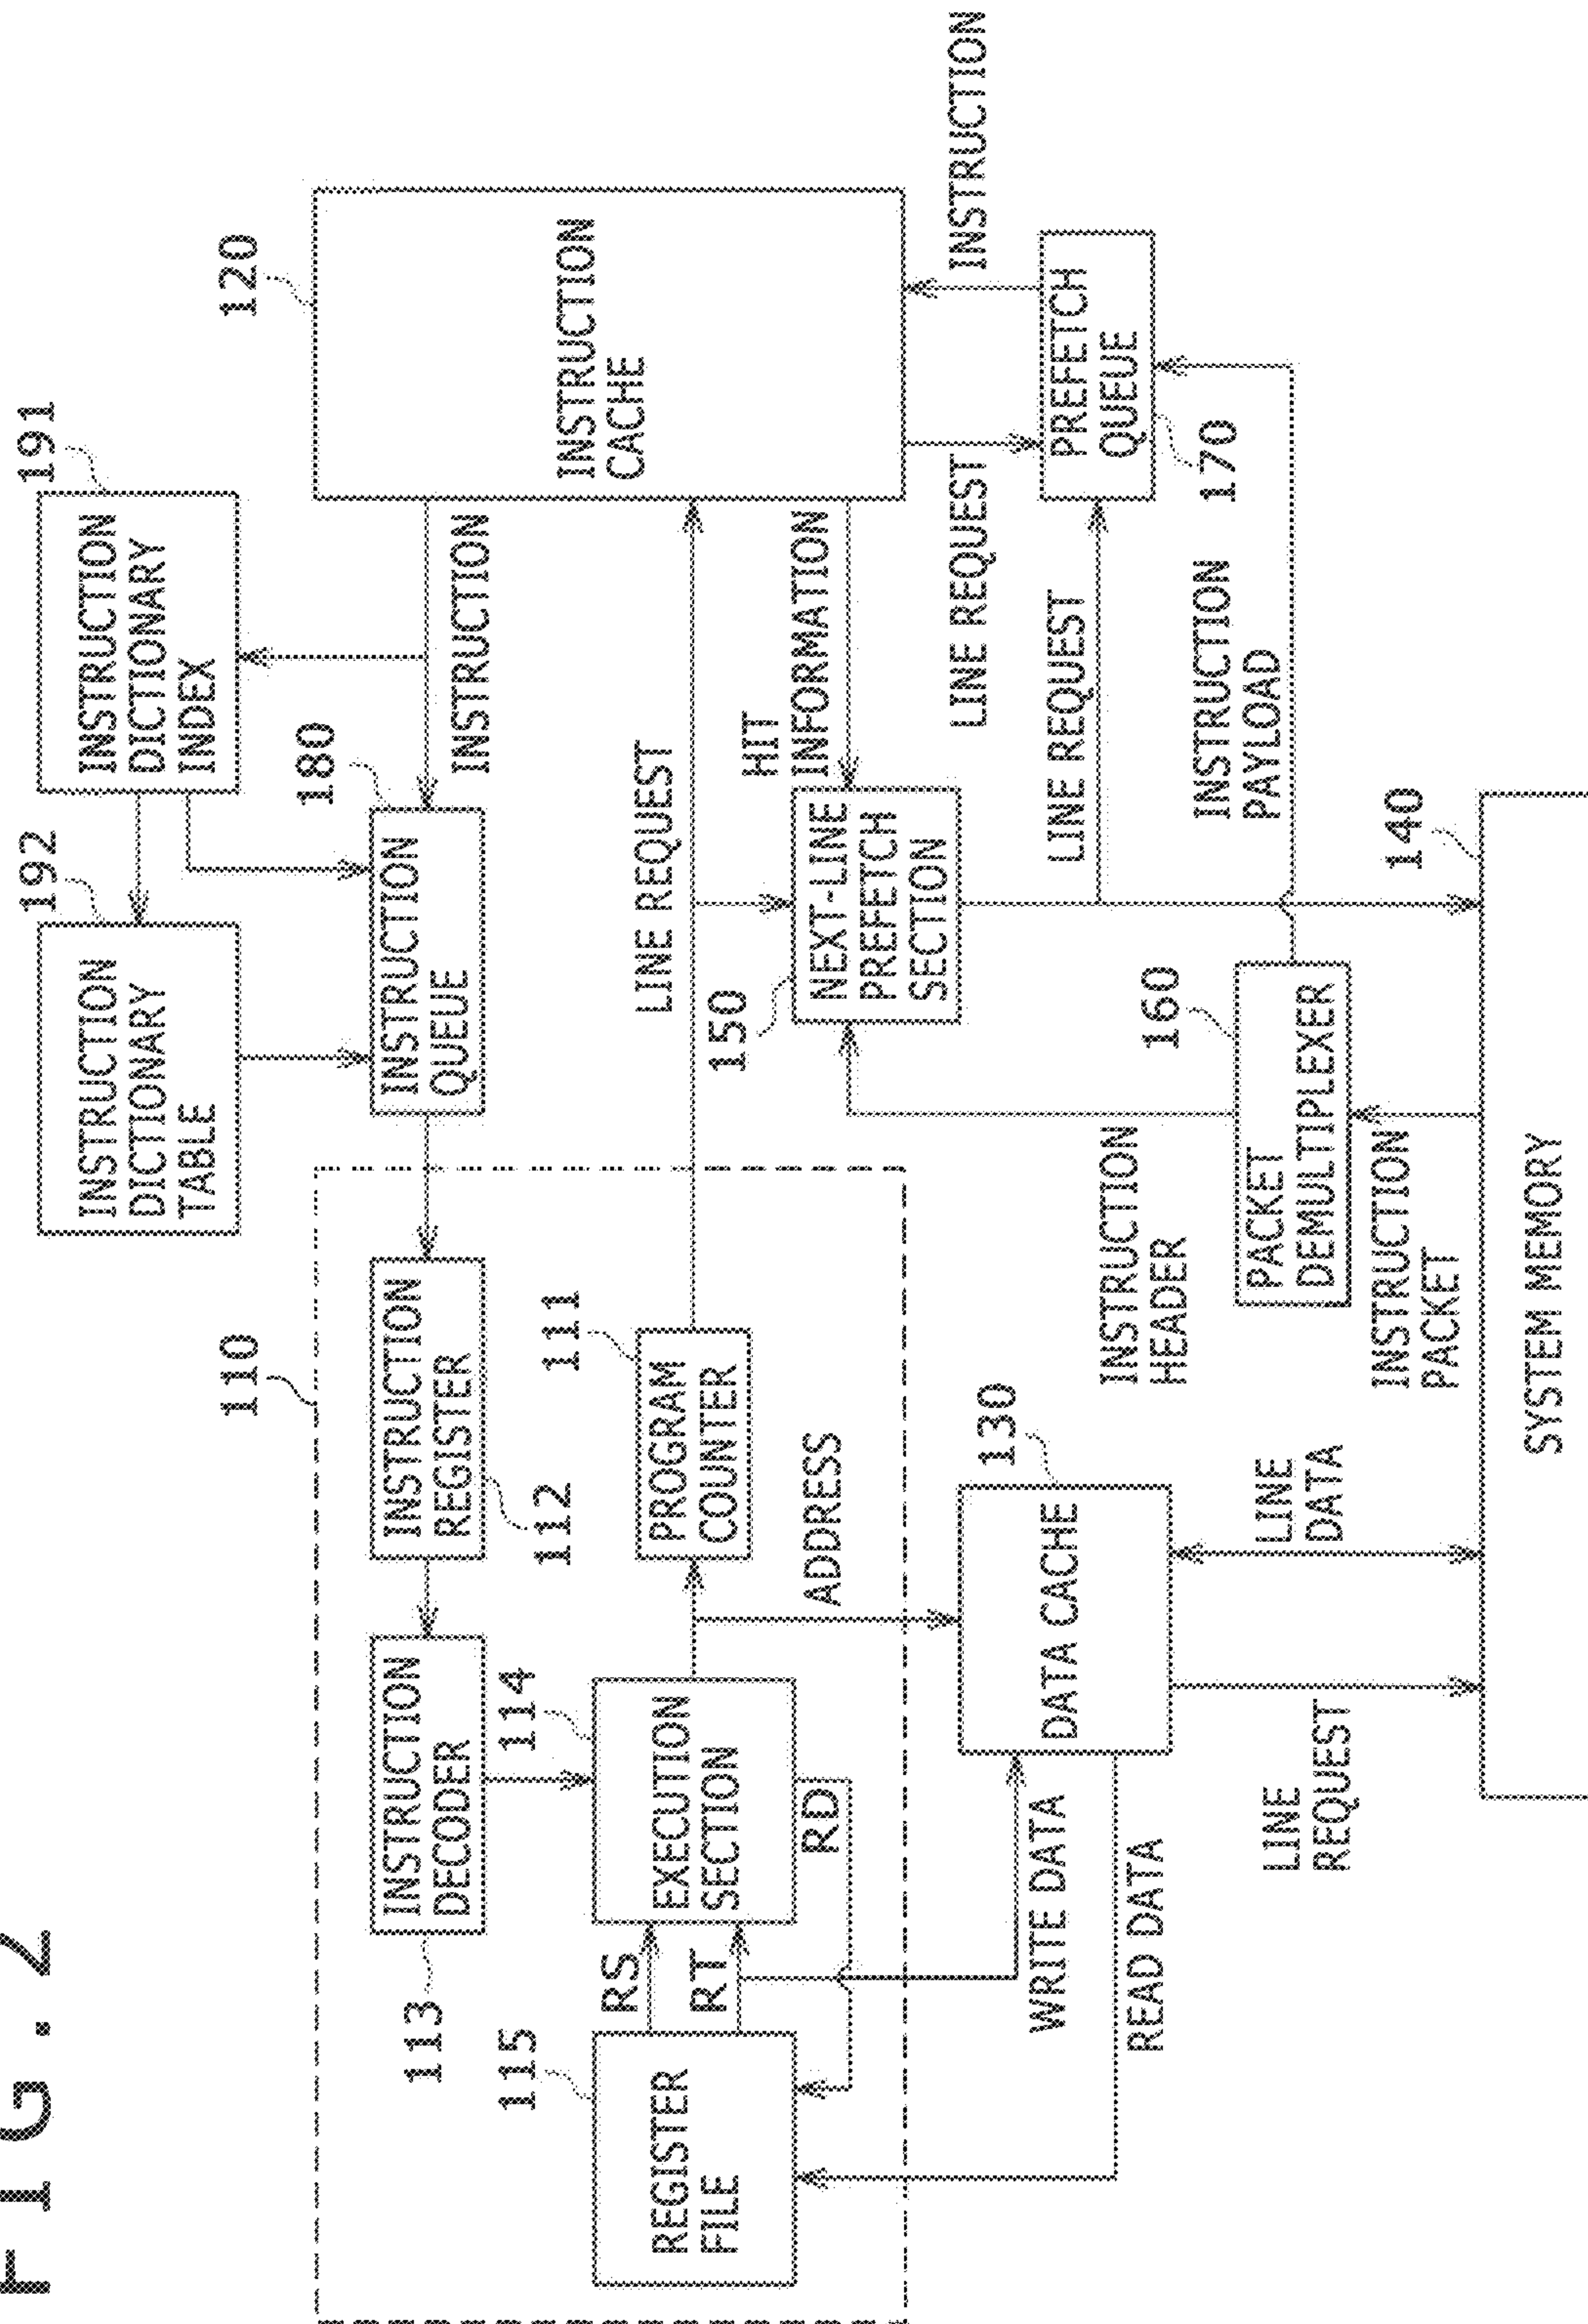 FIG. 2
192
191
INSTRUCTION
DICTIONARY
TABLE
INSTRUCTION
DICTIONARY
INDEX
110
180
120
INSTRUCTION
DECODER
INSTRUCTION
REGISTER
INSTRUCTION
QUEUE
INSTRUCTION
113
112
INSTRUCTION
CACHE
115
114
111
LINE REQUEST
REGISTER
FILE
RS
RT
EXECUTION
SECTION
PROGRAM
COUNTER
RD
ADDRESS
150
HIT
INFORMATION
NEXT-LINE
PREFETCH
SECTION
LINE REQUEST
INSTRUCTION
130
WRITE DATA
DATA CACHE
READ DATA
LINE REQUEST
PREFETCH
QUEUE
170
INSTRUCTION
HEADER
160
INSTRUCTION
PAYLOAD
PACKET
DEMULTIPLEXER
LINE
REQUEST
LINE
DATA
INSTRUCTION
PACKET
140
SYSTEM MEMORY